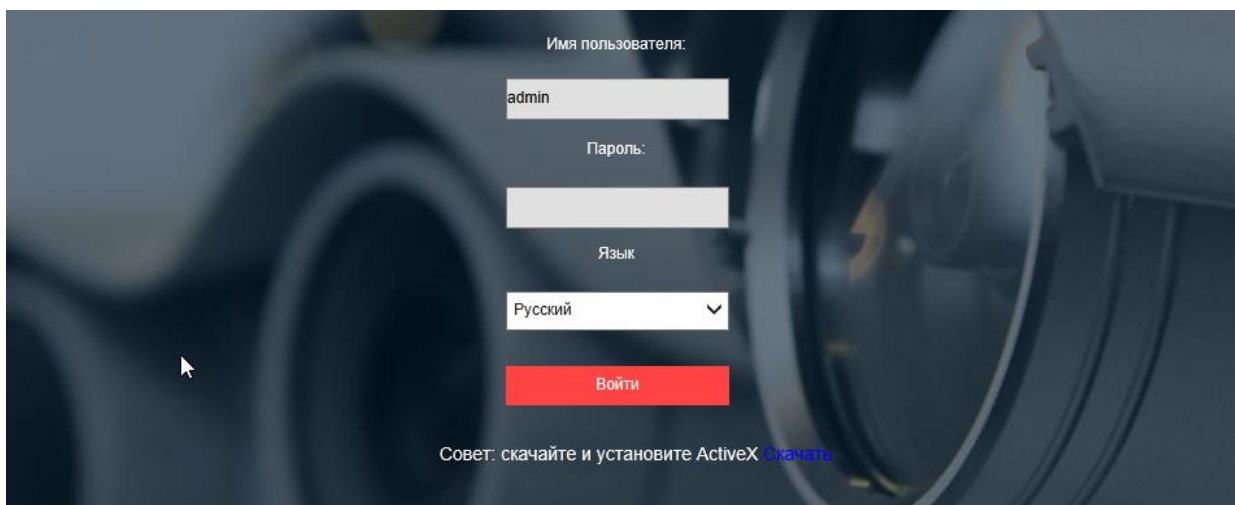 Имя пользователя:
admin
Пароль:
Язык
Русский
Войти
Совет: скачайте и установите ActiveX Скачать